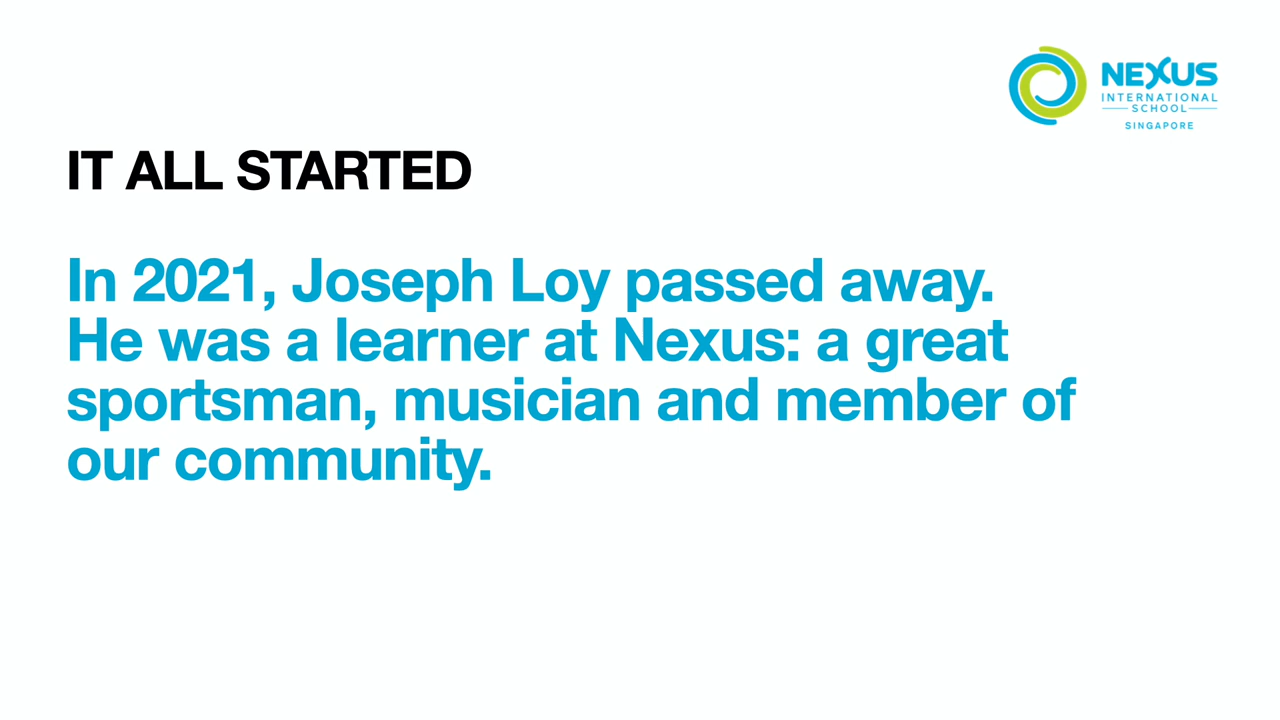 NEXUS
INTERNATIONAL
SCHOOL
SINGAPORE
IT ALL STARTED
In 2021, Joseph Loy passed away.
He was a learner at Nexus: a great
sportsman, musician and member of
our community.